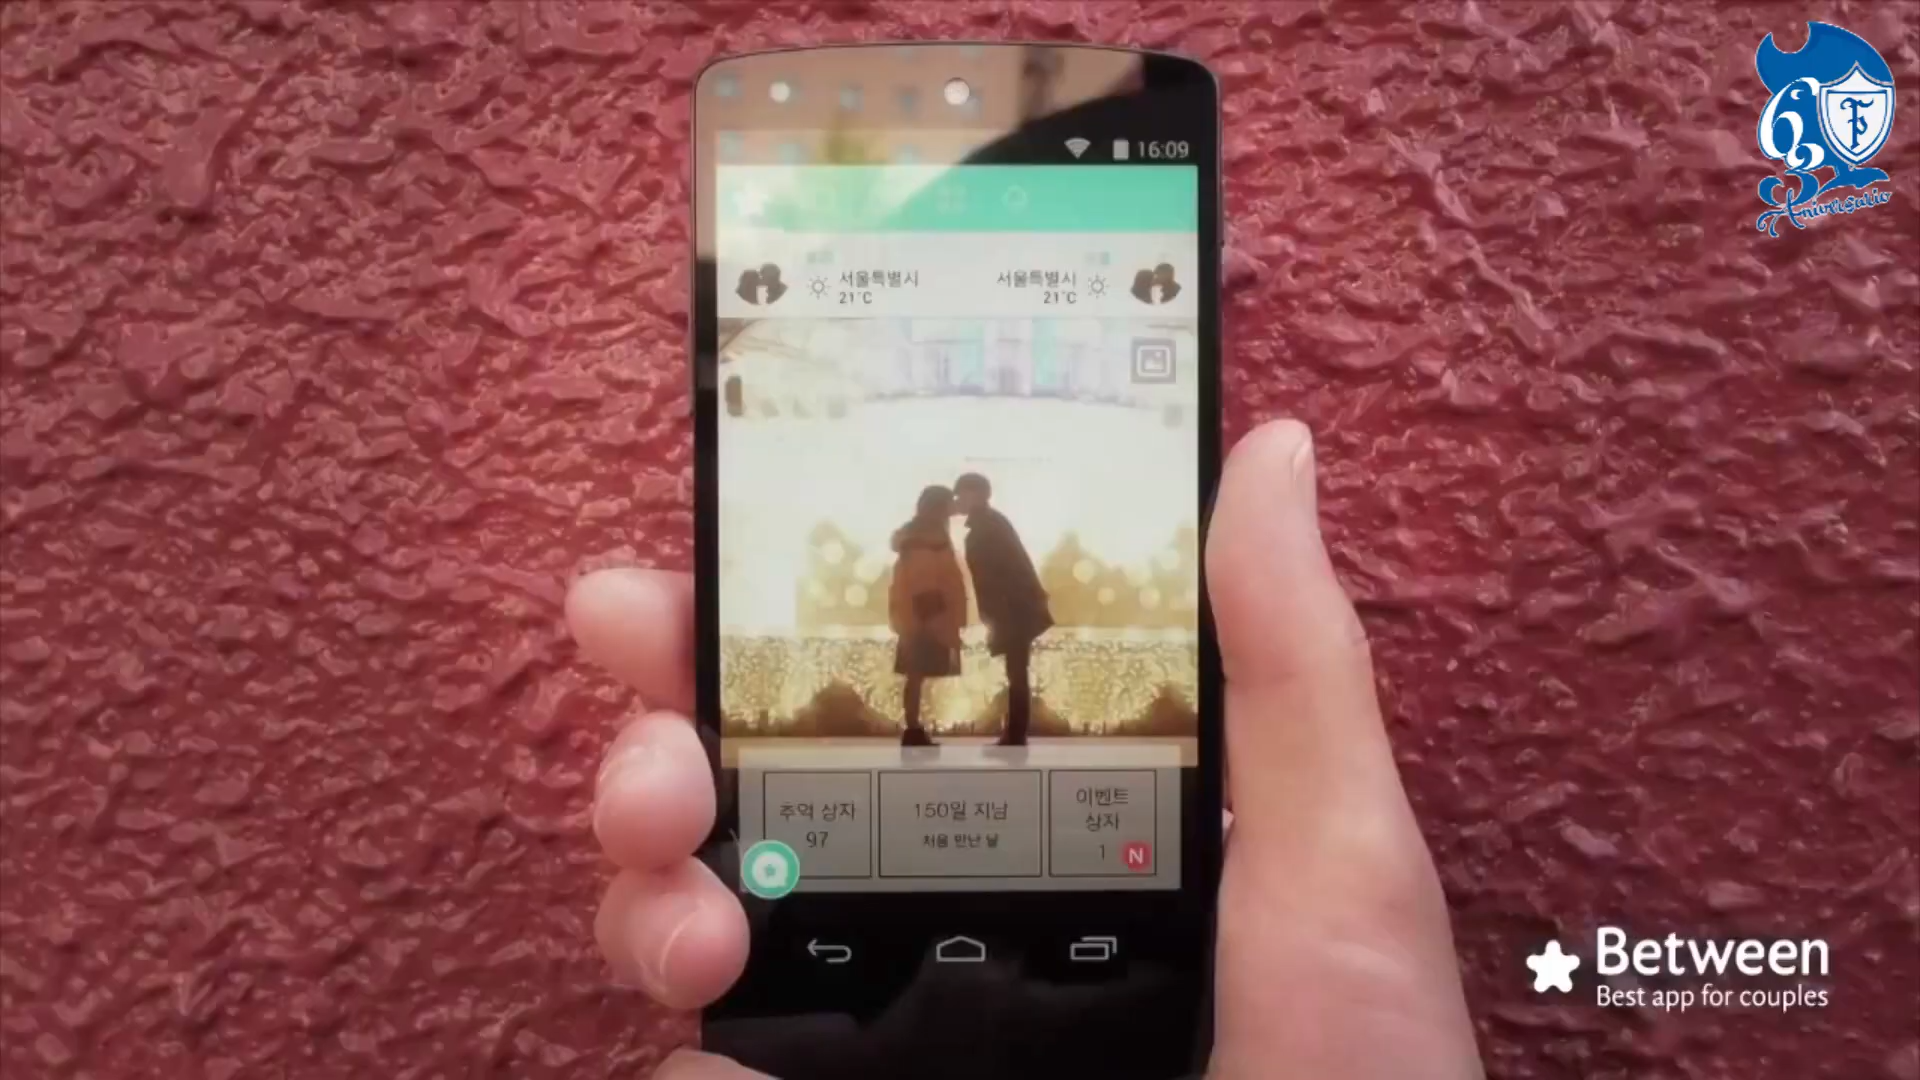 16:09
서울특별시
21°C
서울특별시
21°C
추억 상자
97
150일 지남
처음 만난 날
이벤트
상자
1
N
Between
Best app for couples
Aniversario